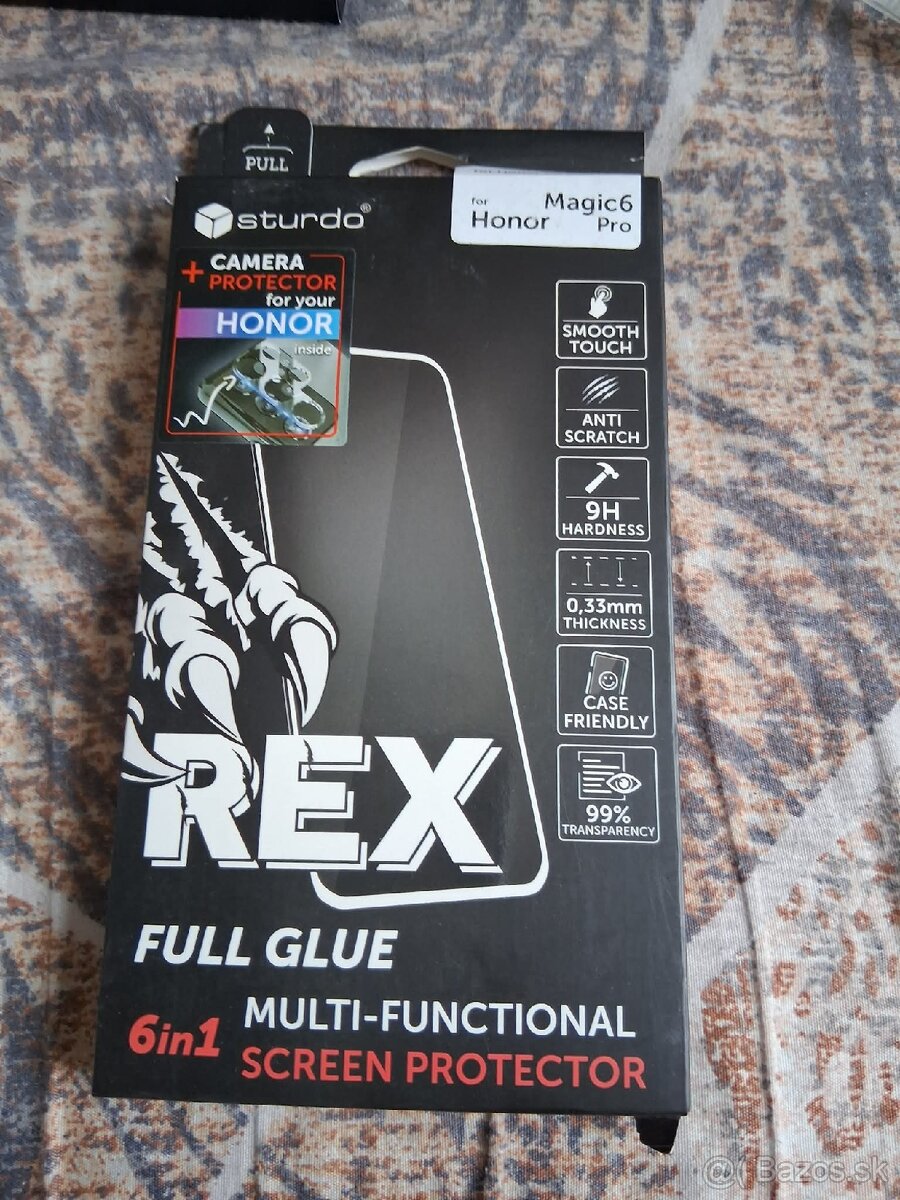 PULL
sturdo®
for Magic6
Honor Pro
+ CAMERA
PROTECTOR
for your
HONOR
inside
SMOOTH
TOUCH
ANTI
SCRATCH
9H
HARDNESS
0,33mm
THICKNESS
CASE
FRIENDLY
99%
TRANSPARENCY
REX
FULL GLUE
6in1 MULTI-FUNCTIONAL
SCREEN PROTECTOR
@( Bazos.sk